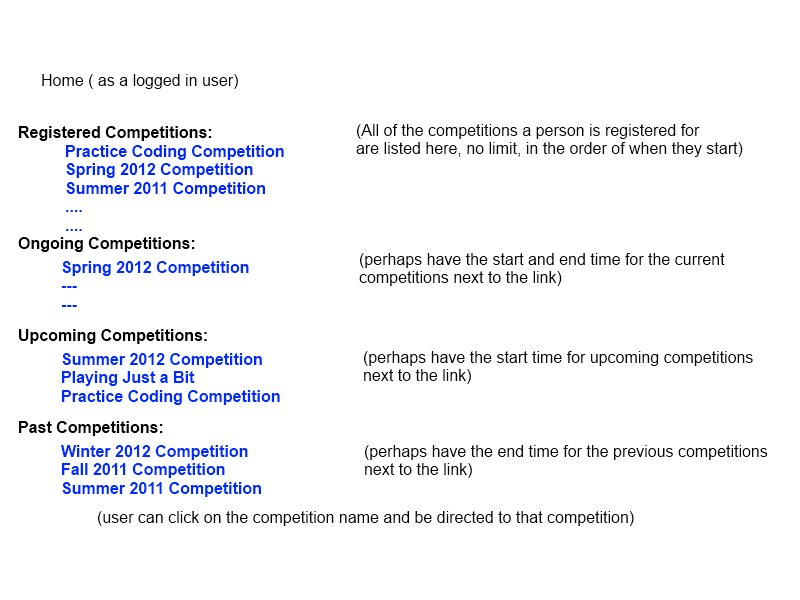 Home ( as a logged in user)
Registered Competitions:
(All of the competitions a person is registered for
are listed here, no limit, in the order of when they start)
Practice Coding Competition
Spring 2012 Competition
Summer 2011 Competition
....
....
Ongoing Competitions:
Spring 2012 Competition
---
---
(perhaps have the start and end time for the current
competitions next to the link)
Upcoming Competitions:
Summer 2012 Competition
Playing Just a Bit
Practice Coding Competition
(perhaps have the start time for upcoming competitions
next to the link)
Past Competitions:
Winter 2012 Competition
Fall 2011 Competition
Summer 2011 Competition
(perhaps have the end time for the previous competitions
next to the link)
(user can click on the competition name and be directed to that competition)